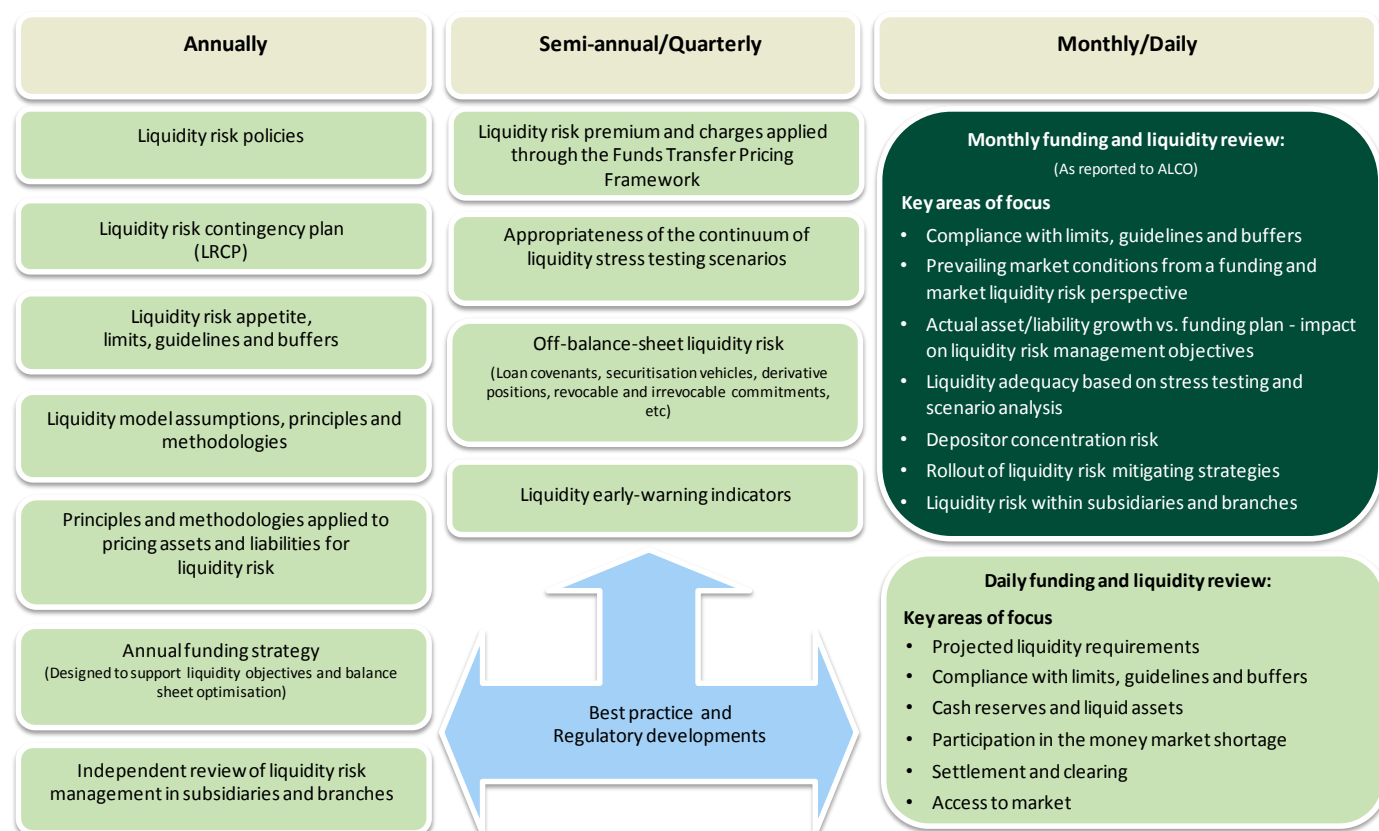 Annually
Liquidity risk policies
Liquidity risk contingency plan
(LRCP)
Liquidity risk appetite,
limits, guidelines and buffers
Liquidity model assumptions, principles and
methodologies
Principles and methodologies applied to
pricing assets and liabilities for
liquidity risk
Annual funding strategy
(Designed to support liquidity objectives and balance
sheet optimisation)
Independent review of liquidity risk
management in subsidiaries and branches
Semi-annual/Quarterly
Liquidity risk premium and charges applied
through the Funds Transfer Pricing
Framework
Appropriateness of the continuum of
liquidity stress testing scenarios
Off-balance-sheet liquidity risk
(Loan covenants, securitisation vehicles, derivative
positions, revocable and irrevocable commitments,
etc)
Liquidity early-warning indicators
Best practice and
Regulatory developments
Monthly/Daily
Monthly funding and liquidity review:
(As reported to ALCO)
Key areas of focus
• Compliance with limits, guidelines and buffers
• Prevailing market conditions from a funding and
market liquidity risk perspective
• Actual asset/liability growth vs. funding plan - impact
on liquidity risk management objectives
• Liquidity adequacy based on stress testing and
scenario analysis
• Depositor concentration risk
• Rollout of liquidity risk mitigating strategies
• Liquidity risk within subsidiaries and branches
Daily funding and liquidity review:
Key areas of focus
• Projected liquidity requirements
• Compliance with limits, guidelines and buffers
• Cash reserves and liquid assets
• Participation in the money market shortage
• Settlement and clearing
• Access to market